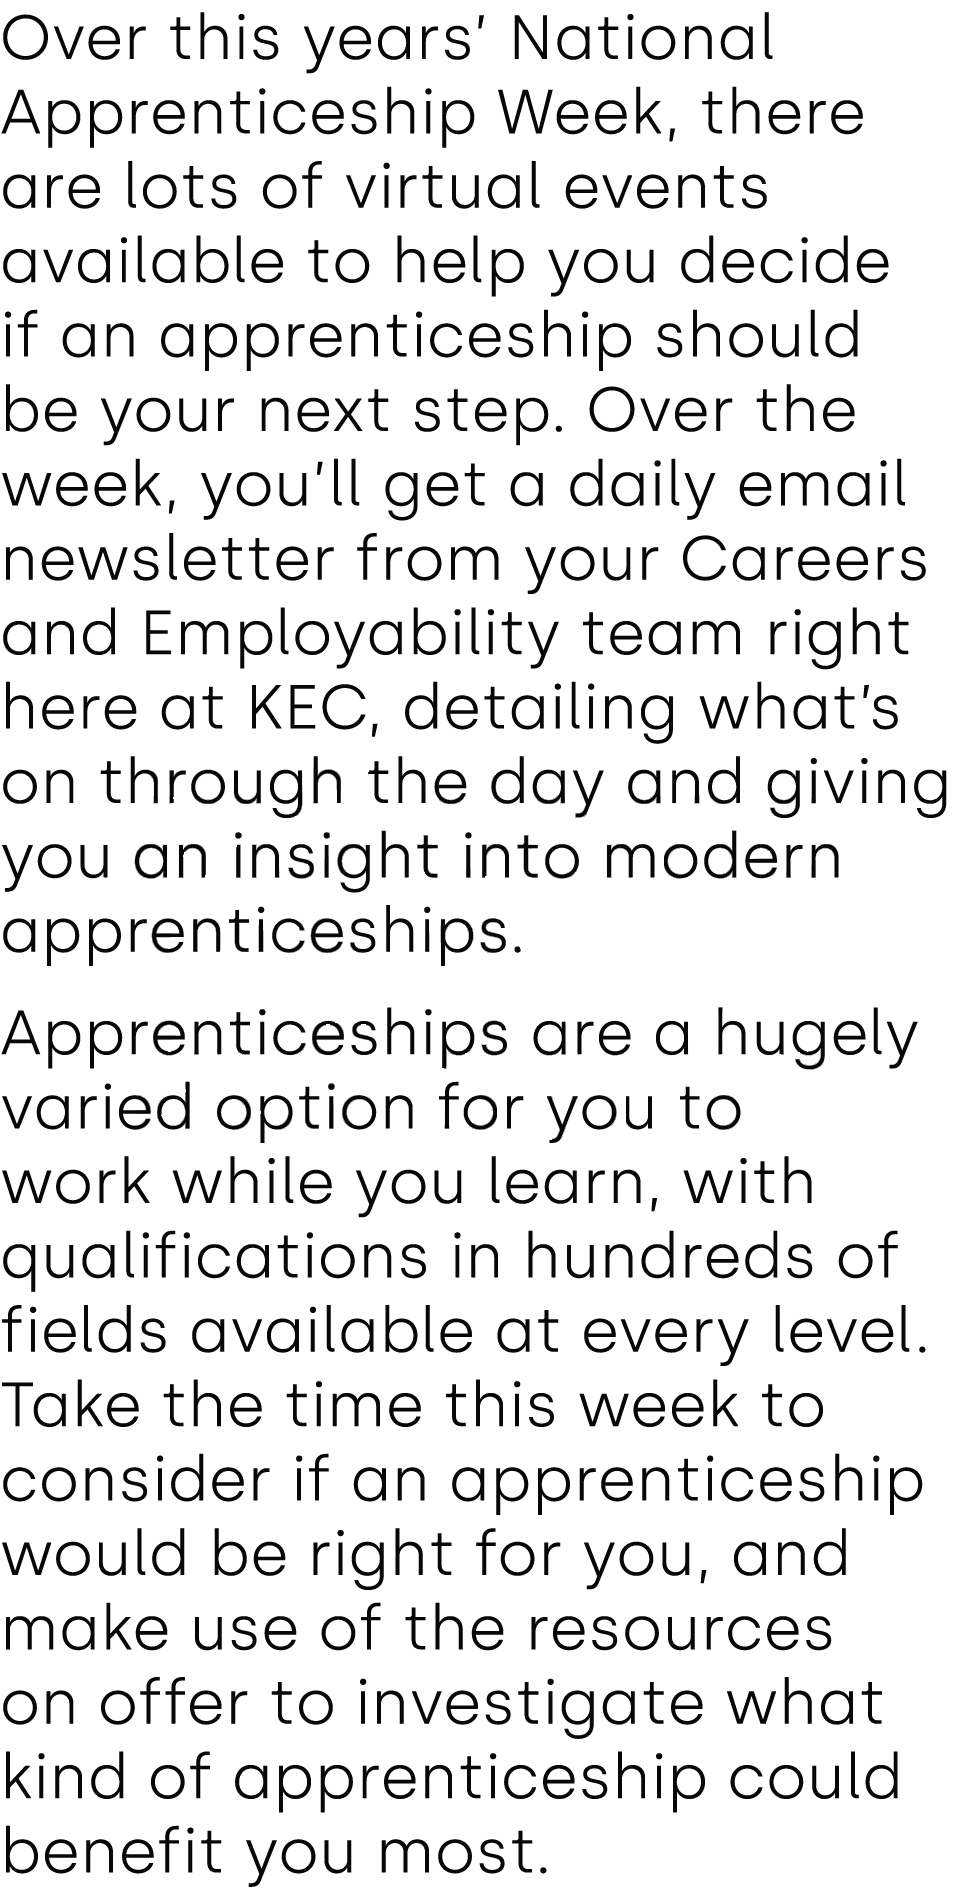 Over this years’ National
Apprenticeship Week, there
are lots of virtual events
available to help you decide
if an apprenticeship should
be your next step. Over the
week, you’ll get a daily email
newsletter from your Careers
and Employability team right
here at KEC, detailing what’s
on through the day and giving
you an insight into modern
apprenticeships.
Apprenticeships are a hugely
varied option for you to
work while you learn, with
qualifications in hundreds of
fields available at every level.
Take the time this week to
consider if an apprenticeship
would be right for you, and
make use of the resources
on offer to investigate what
kind of apprenticeship could
benefit you most.